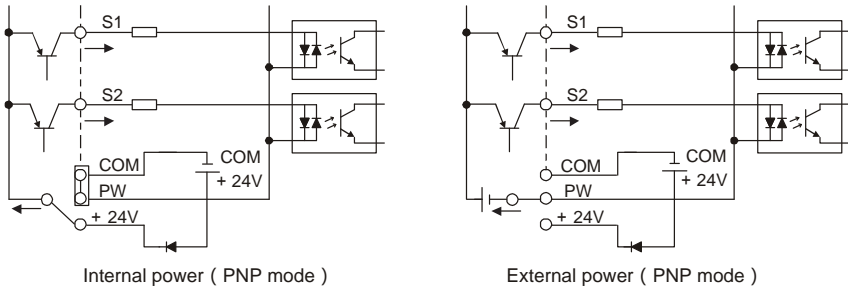 S1
S2
COM
COM
+ 24V
PW
+ 24V
Internal power ( PNP mode )
S1
S2
COM
COM
+ 24V
PW
+ 24V
External power ( PNP mode )